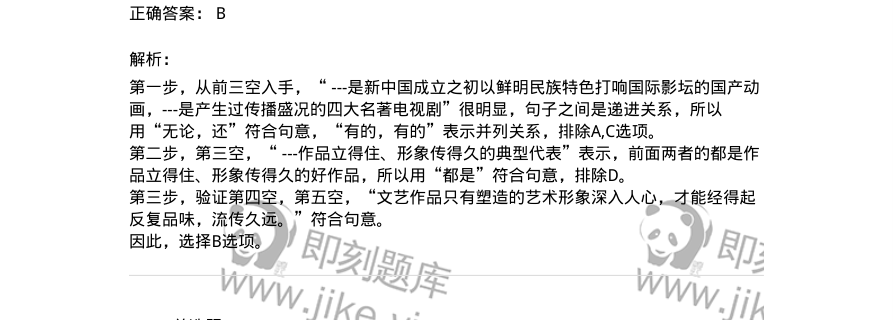 正确答案： B
解析：
第一步，从前三空入手，“ ---是新中国成立之初以鲜明民族特色打响国际影坛的国产动
画，---是产生过传播盛况的四大名著电视剧”很明显，句子之间是递进关系，所以
用“无论，还”符合句意，“有的，有的”表示并列关系，排除A,C选项。
第二步，第三空，“ ---作品立得住、形象传得久的典型代表”表示，前面两者的都是作
品立得住、形象传得久的好作品，所以用“都是”符合句意，排除D。
第三步，验证第四空，第五空，“文艺作品只有塑造的艺术形象深入人心，才能经得起
反复品味，流传久远。”符合句意。
因此，选择B选项。
即刻题库
即刻题库